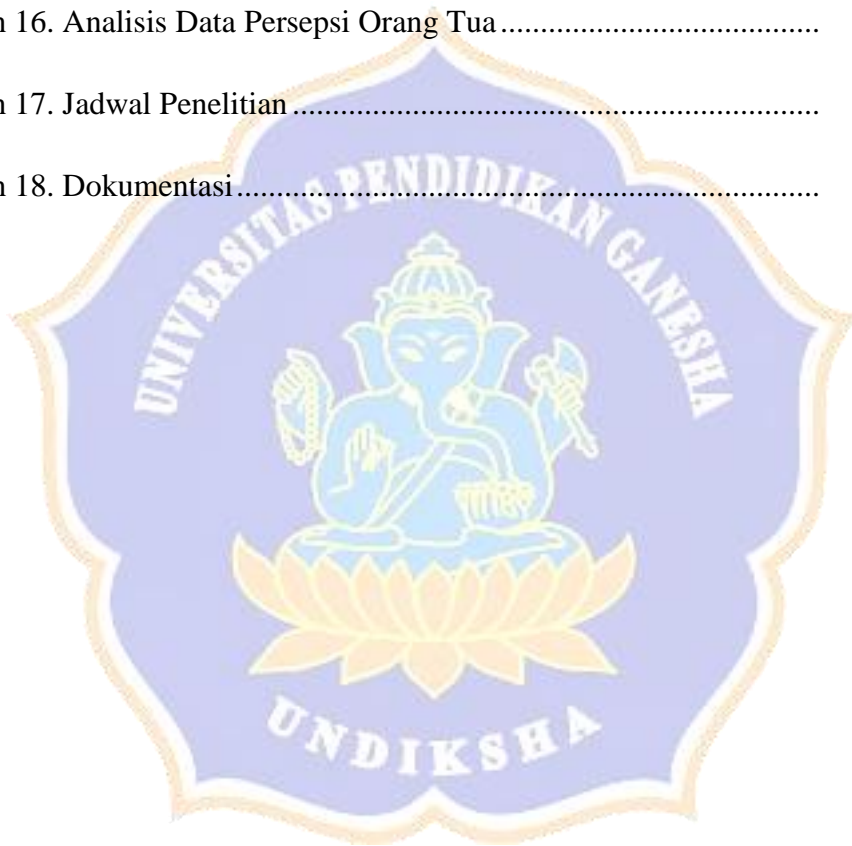 n 16. Analisis Data Persepsi Orang Tua ........................................
n 17. Jadwal Penelitian ..................................................................
n 18. Dokumentasi.........................................................................
UNIVERSITAS PENDIDIKAN GANESHA
UNDIKSHA